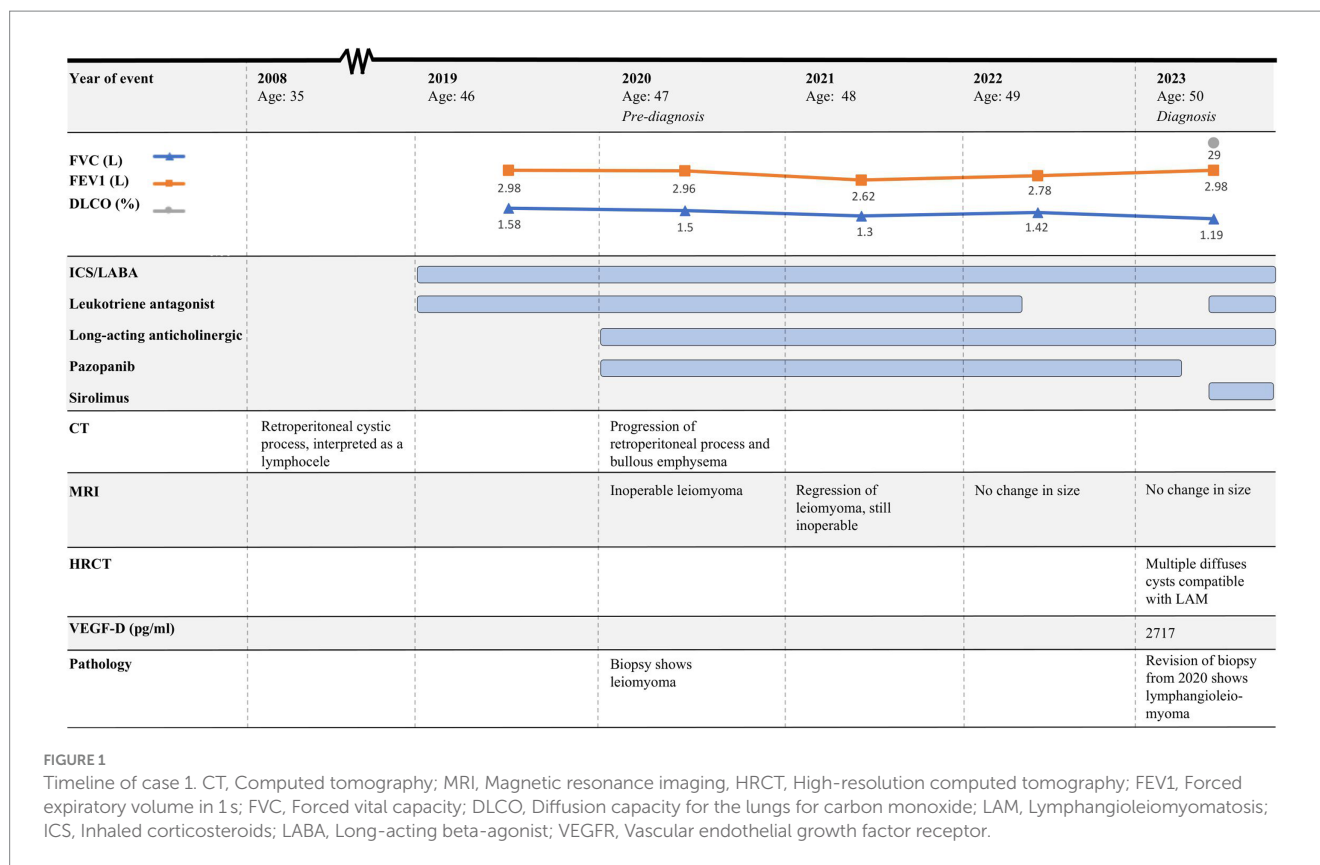 Year of event
2008
Age: 35
2019
Age: 46
2020
Age: 47
Pre-diagnosis
2021
Age: 48
2022
Age: 49
2023
Age: 50
Diagnosis
FVC (L)
FEV1 (L)
DLCO (%)
29
2.98
2.96
2.62
2.78
2.98
1.58
1.5
1.3
1.42
1.19
ICS/LABA
Leukotriene antagonist
Long-acting anticholinergic
Pazopanib
Sirolimus
CT
Retroperitoneal cystic
process, interpreted as a
lymphocele
Progression of
retroperitoneal process and
bullous emphysema
MRI
Inoperable leiomyoma
Regression of
leiomyoma, still
inoperable
No change in size
No change in size
HRCT
Multiple diffuses
cysts compatible
with LAM
VEGF-D (pg/ml)
2717
Pathology
Biopsy shows
leiomyoma
Revision of biopsy
from 2020 shows
lymphangioleio-
myoma
FIGURE 1
Timeline of case 1. CT, Computed tomography; MRI, Magnetic resonance imaging, HRCT, High-resolution computed tomography; FEV1, Forced
expiratory volume in 1 s; FVC, Forced vital capacity; DLCO, Diffusion capacity for the lungs for carbon monoxide; LAM, Lymphangioleiomyomatosis;
ICS, Inhaled corticosteroids; LABA, Long-acting beta-agonist; VEGFR, Vascular endothelial growth factor receptor.